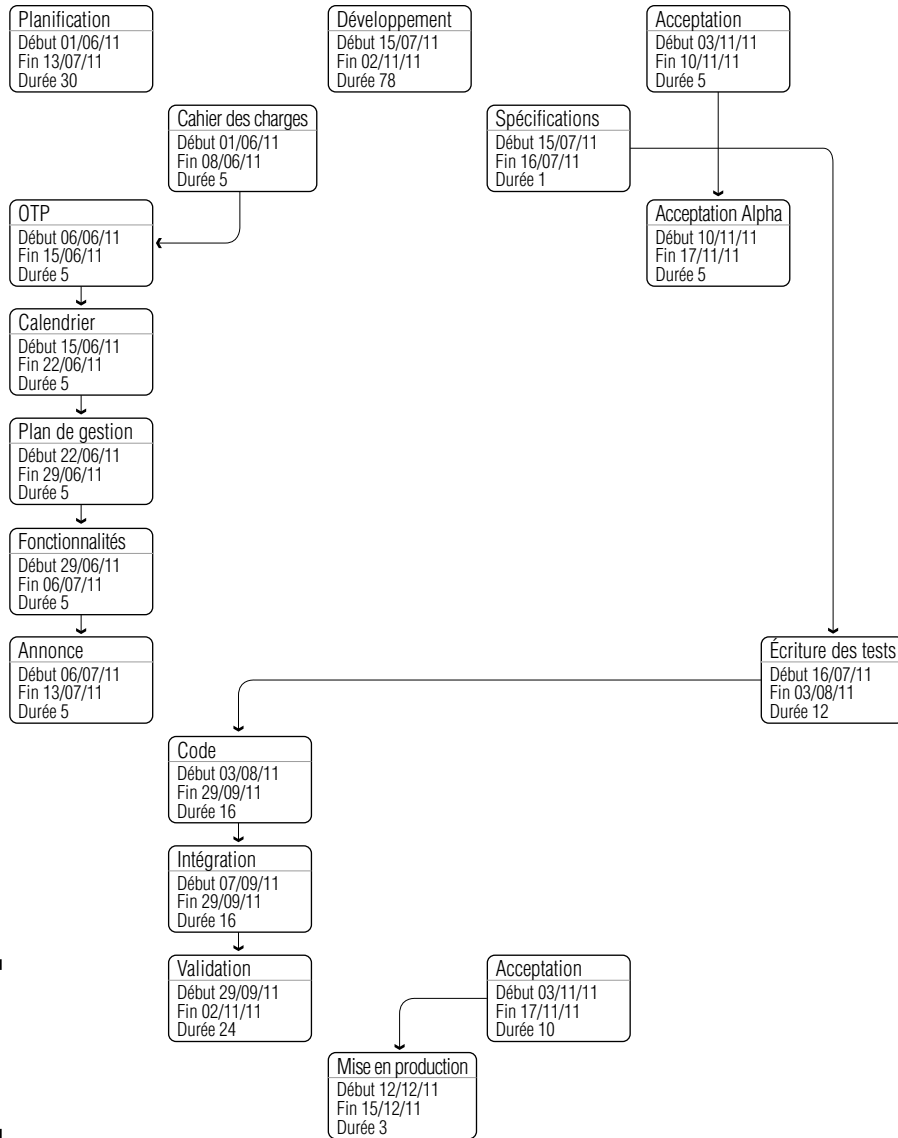 Planification
Début 01/06/11
Fin 13/07/11
Durée 30
Développement
Début 15/07/11
Fin 02/11/11
Durée 78
Acceptation
Début 03/11/11
Fin 10/11/11
Durée 5
Cahier des charges
Début 01/06/11
Fin 08/06/11
Durée 5
Spécifications
Début 15/07/11
Fin 16/07/11
Durée 1
OTP
Début 06/06/11
Fin 15/06/11
Durée 5
Acceptation Alpha
Début 10/11/11
Fin 17/11/11
Durée 5
Calendrier
Début 15/06/11
Fin 22/06/11
Durée 5
Plan de gestion
Début 22/06/11
Fin 29/06/11
Durée 5
Fonctionnalités
Début 29/06/11
Fin 06/07/11
Durée 5
Annonce
Début 06/07/11
Fin 13/07/11
Durée 5
Écriture des tests
Début 16/07/11
Fin 03/08/11
Durée 12
Code
Début 03/08/11
Fin 29/09/11
Durée 16
Intégration
Début 07/09/11
Fin 29/09/11
Durée 16
Validation
Début 29/09/11
Fin 02/11/11
Durée 24
Acceptation
Début 03/11/11
Fin 17/11/11
Durée 10
Mise en production
Début 12/12/11
Fin 15/12/11
Durée 3